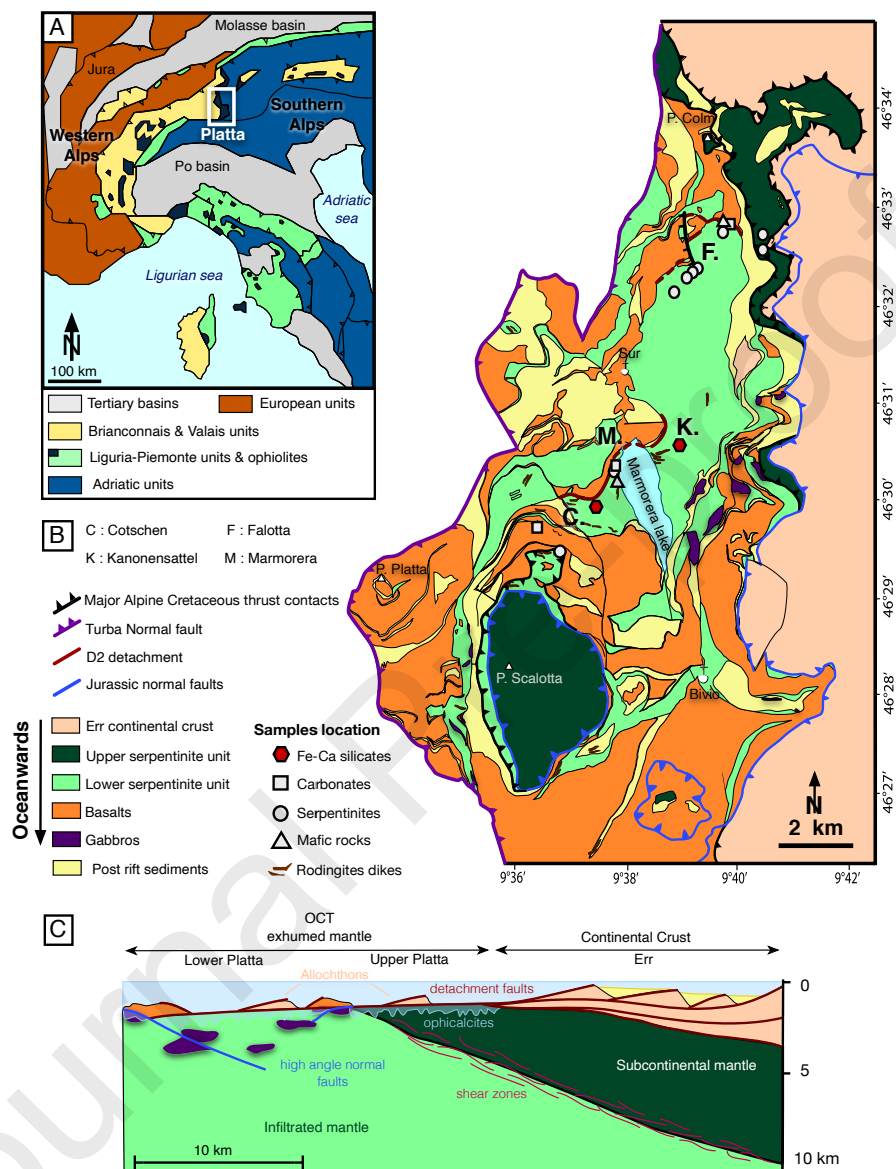 A
Molasse basin
Jura
Western
Alps
Southern
Alps
Platta
Po basin
Adriatic
sea
Ligurian sea
N
100 km
Tertiary basins
European units
Brianconnais & Valais units
Liguria-Piemonte units & ophiolites
Adriatic units
B
C : Cotschen
F : Falotta
K : Kanonensattel
M : Marmorera
Major Alpine Cretaceous thrust contacts
Turba Normal fault
D2 detachment
Jurassic normal faults
Oceanwards
Err continental crust
Upper serpentinite unit
Lower serpentinite unit
Basalts
Gabbros
Post rift sediments
Samples location
Fe-Ca silicates
Carbonates
Serpentinites
Mafic rocks
Rodingites dikes
P. Colm
F.
Sur
K.
M.
Marmorera lake
C.
P. Platta
P. Scalotta
Bivio
N
2 km
46°34'
46°33'
46°32'
46°31'
46°30'
46°29'
46°28'
46°27'
9°36'
9°38'
9°40'
9°42'
C
OCT
exhumed mantle
Continental Crust
Lower Platta
Upper Platta
Err
Allochthons
detachment faults
0
ophicalcites
high angle normal
faults
Subcontinental mantle
5
shear zones
Infiltrated mantle
10 km
10 km
Journal Pre-proof